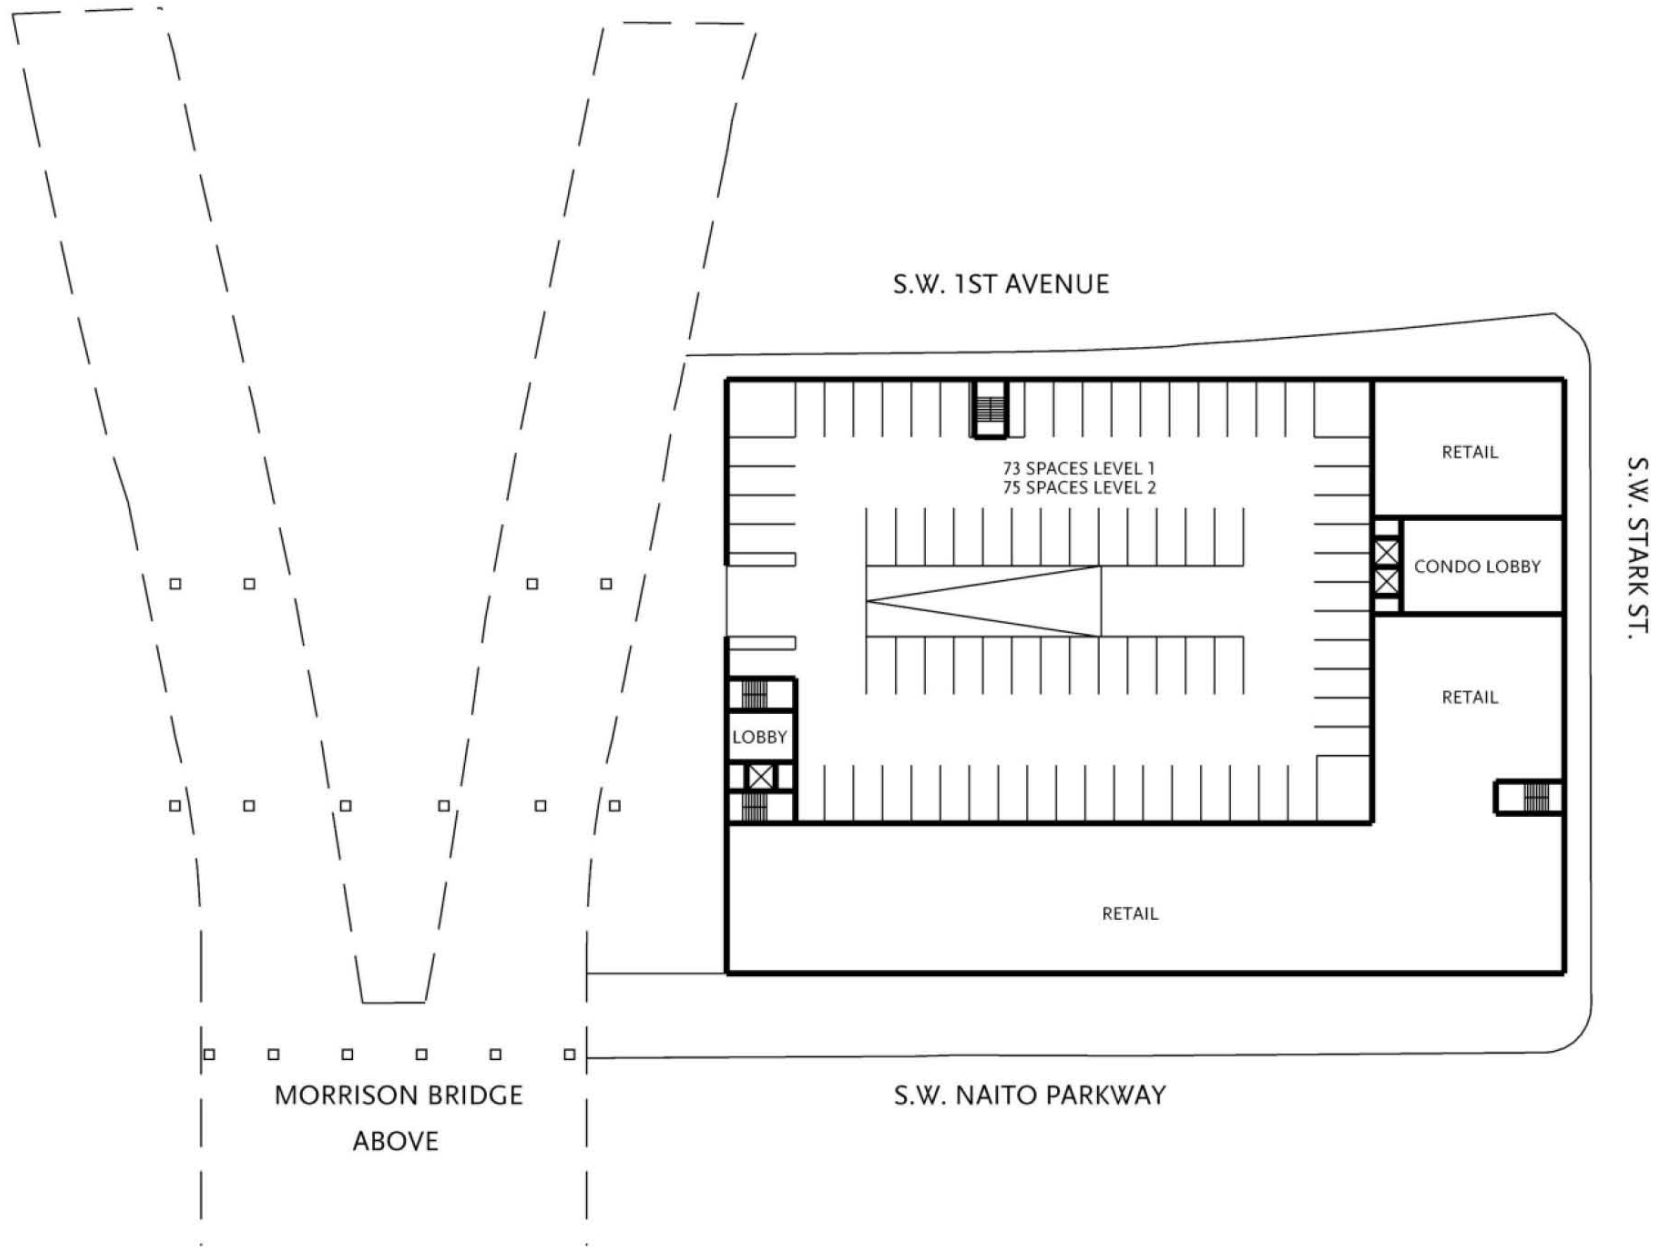 S.W. 1ST AVENUE
RETAIL
73 SPACES LEVEL 1
75 SPACES LEVEL 2
S.W. STARK ST.
CONDO LOBBY
RETAIL
LOBBY
RETAIL
MORRISON BRIDGE
ABOVE
S.W. NAITO PARKWAY